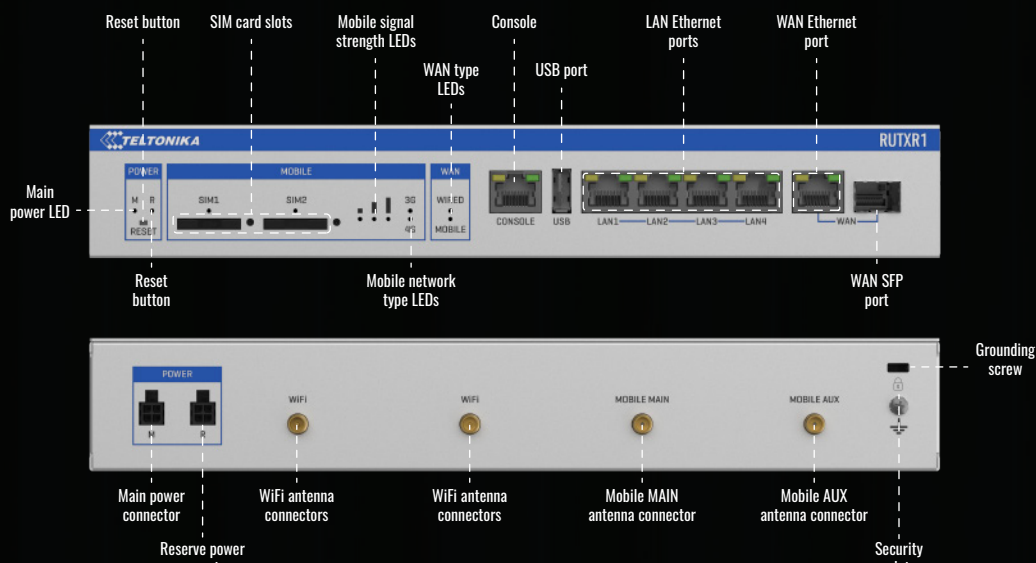 Reset button
SIM card slots
Mobile signal
strength LEDs
Console
LAN Ethernet
ports
WAN Ethernet
port
WAN type
LEDs
USB port
TELTONIKA
RUTXR1
POWER
MOBILE
WAN
Main
power LED
M R
SIM1
SIM2
3G
WIRED
RESET
4G
MOBILE
CONSOLE
USB
LAN1
LAN2
LAN3
LAN4
WAN
Reset
button
Mobile network
type LEDs
WAN SFP
port
Grounding
screw
POWER
WiFi
WiFi
MOBILE MAIN
MOBILE AUX
M
R
Main power
connector
WiFi antenna
connectors
WiFi antenna
connectors
Mobile MAIN
antenna connector
Mobile AUX
antenna connector
Reserve power
Security